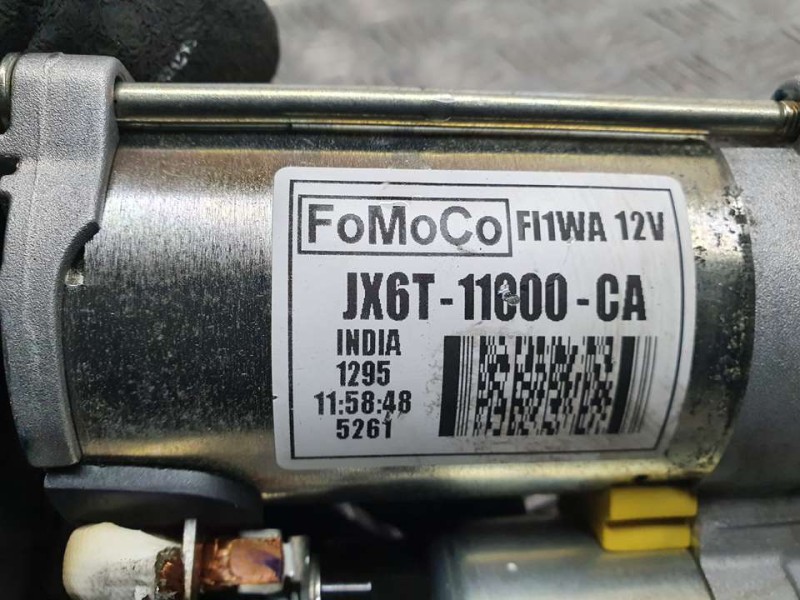 FoMoCo FI1WA 12V
JX6T-11000-CA
INDIA
1295
11:58:48
5261